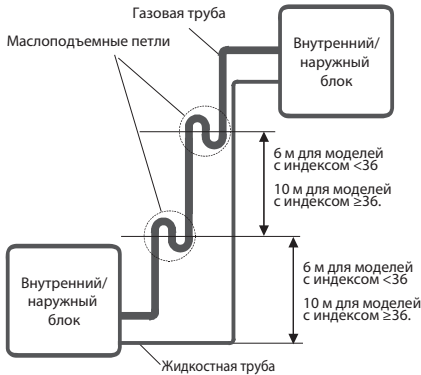 Газовая труба
Маслоподъемные петли
Внутренний/
наружный
блок
6 м для моделей
с индексом <36
10 м для моделей
с индексом ≥36.
Внутренний/
наружный
блок
6 м для моделей
с индексом <36
10 м для моделей
с индексом ≥36.
Жидкостная труба